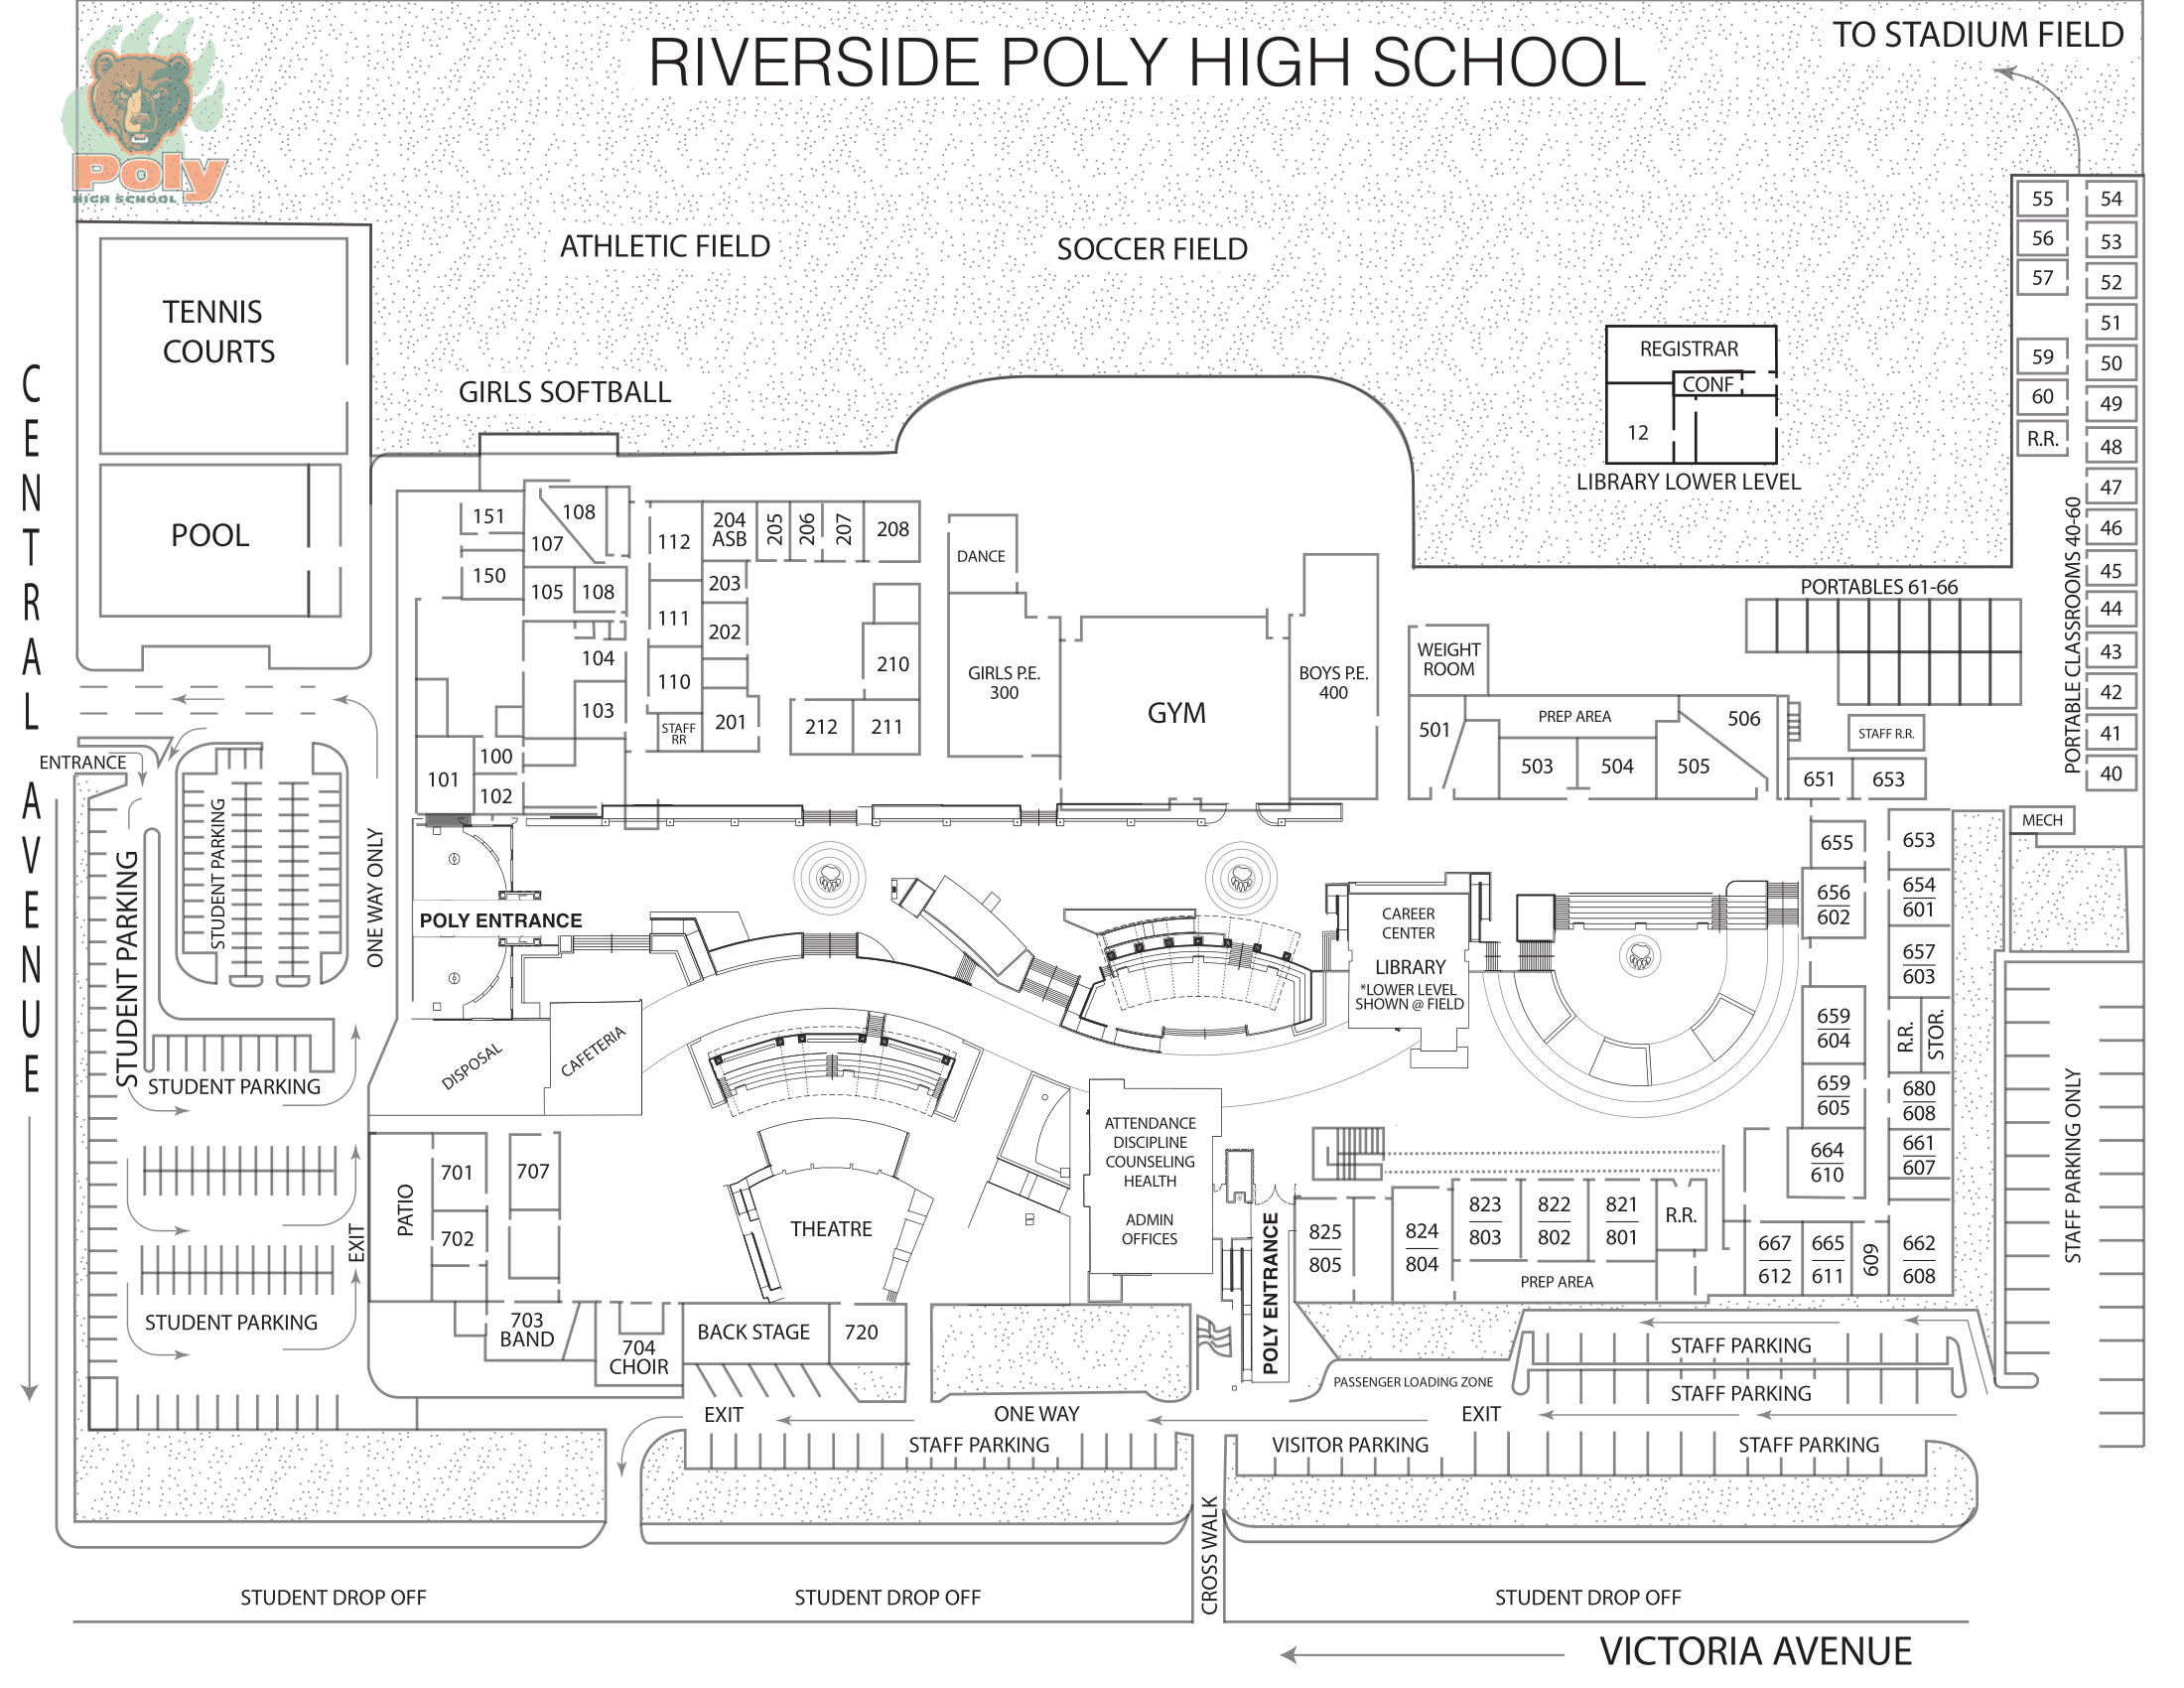 RIVERSIDE POLY HIGH SCHOOL
TO STADIUM FIELD
Poly
HIGH SCHOOL
ATHLETIC FIELD
SOCCER FIELD
GIRLS SOFTBALL
TENNIS
COURTS
POOL
CENTRAL AVENUE
REGISTRAR
CONF
12
LIBRARY LOWER LEVEL
55
56
57
59
60
R.R.
54
53
52
51
50
49
48
47
46
45
44
43
42
41
40
PORTABLE CLASSROOMS 40-60
PORTABLES 61-66
STAFF R.R.
MECH
151
150
108
107
105
108
104
103
100
101
102
112
111
110
STAFF
RR
204
ASB
205
206
207
208
203
202
201
210
212
211
DANCE
GIRLS P.E.
300
GYM
BOYS P.E.
400
WEIGHT
ROOM
501
PREP AREA
503
504
505
506
651
653
655
653
656
602
654
601
657
603
659
604
R.R.
STOR.
659
605
680
608
664
610
661
607
667
612
665
611
609
662
608
ENTRANCE
STUDENT PARKING
STUDENT PARKING
ONE WAY ONLY
STUDENT PARKING
EXIT
STUDENT PARKING
POLY ENTRANCE
DISPOSAL
CAFETERIA
CAREER
CENTER
LIBRARY
*LOWER LEVEL
SHOWN @ FIELD
ATTENDANCE
DISCIPLINE
COUNSELING
HEALTH
ADMIN
OFFICES
THEATRE
PATIO
701
702
707
703
BAND
704
CHOIR
BACK STAGE
720
POLY ENTRANCE
825
805
824
804
823
803
822
802
821
801
R.R.
PREP AREA
STAFF PARKING ONLY
STAFF PARKING
STAFF PARKING
PASSENGER LOADING ZONE
EXIT
ONE WAY
EXIT
STAFF PARKING
VISITOR PARKING
STAFF PARKING
CROSS WALK
STUDENT DROP OFF
STUDENT DROP OFF
STUDENT DROP OFF
VICTORIA AVENUE